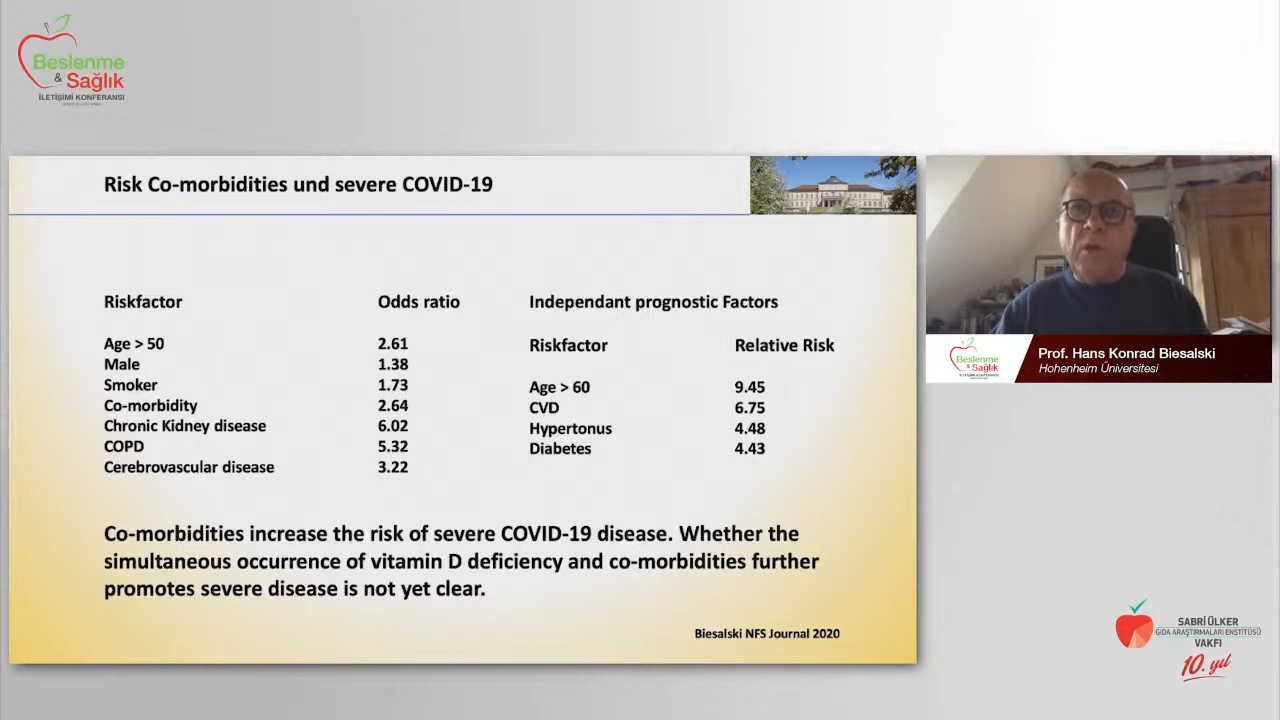 Beslenme
& Sağlık
İLETİŞİMİ KONFERANSI
Risk Co-morbidities und severe COVID-19
Riskfactor Odds ratio
Age > 50 2.61
Male 1.38
Smoker 1.73
Co-morbidity 2.64
Chronic Kidney disease 6.02
COPD 5.32
Cerebrovascular disease 3.22
Independant prognostic Factors
Riskfactor Relative Risk
Age > 60 9.45
CVD 6.75
Hypertonus 4.48
Diabetes 4.43
Co-morbidities increase the risk of severe COVID-19 disease. Whether the
simultaneous occurrence of vitamin D deficiency and co-morbidities further
promotes severe disease is not yet clear.
Biesalski NFS Journal 2020
Beslenme
& Sağlık
İLETİŞİMİ KONFERANSI
Prof. Hans Konrad Biesalski
Hohenheim Üniversitesi
SABRİ ÜLKER
GIDA ARAŞTIRMALARI ENSTİTÜSÜ
VAKFI
10. yıl